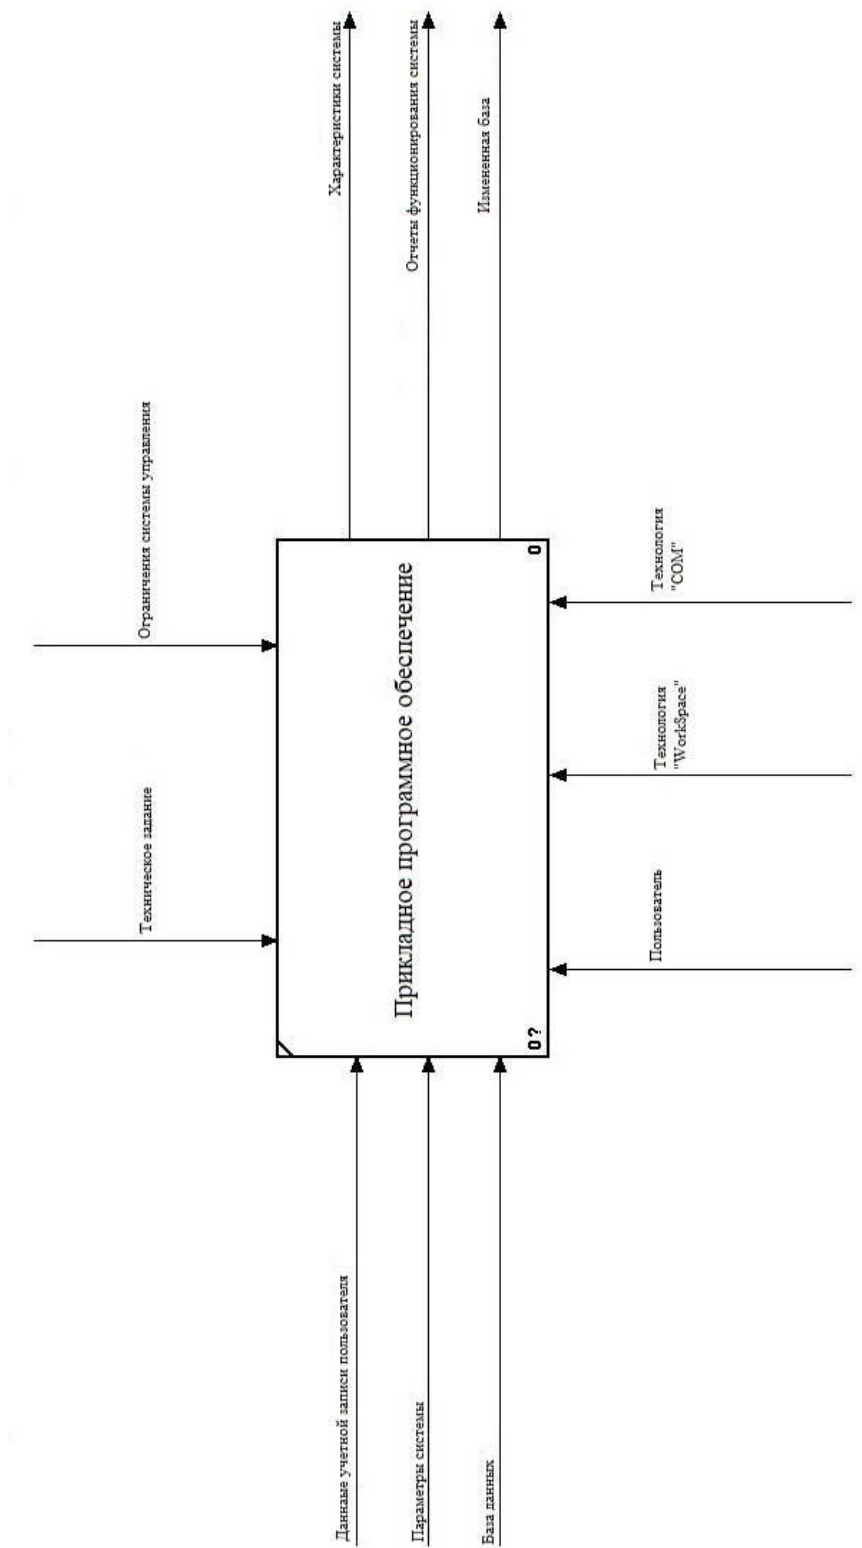 Ограничения системы управления
Техническое задание
Характеристики системы
Отчеты функционирования системы
Измененная база
Прикладное программное обеспечение
0
0 ?
Даннаые учетной записи пользователя
Параметры системы
База данных
Пользователь
Технология
"WorkSpace"
Технология
"COM"